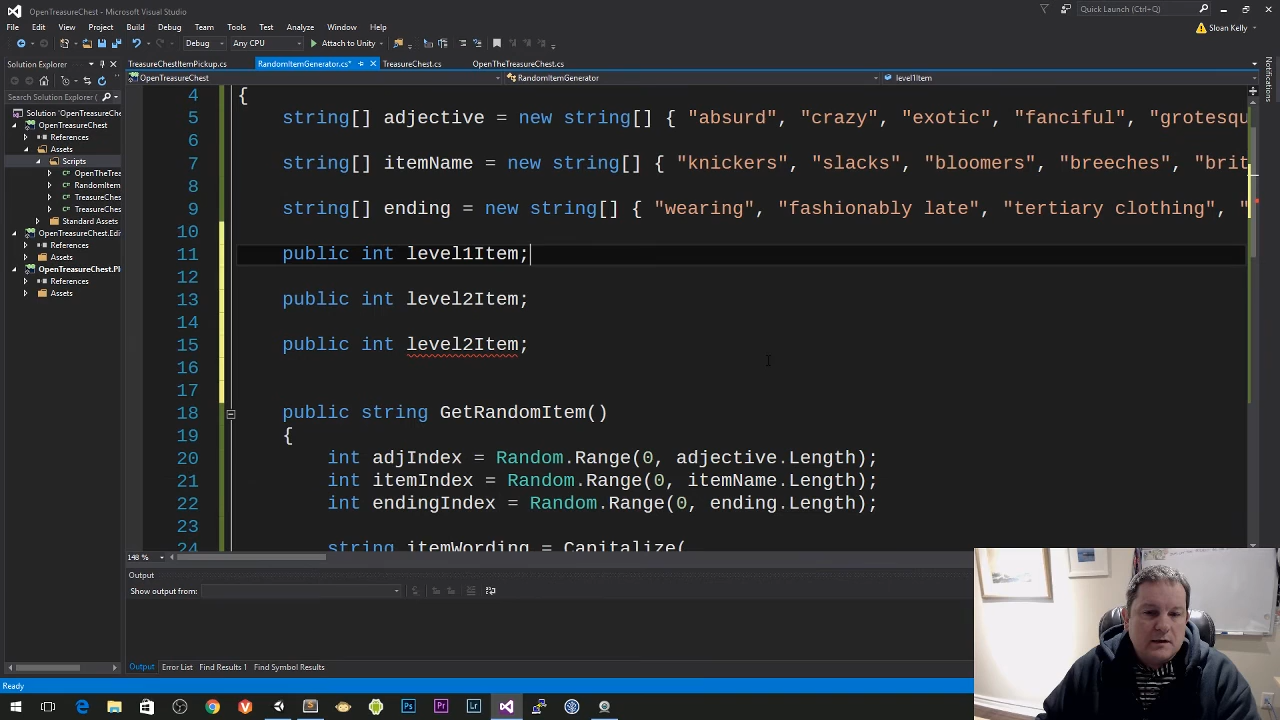 OpenTreasureChest - Microsoft Visual Studio
Quick Launch (Ctrl+Q)
File Edit View Project Build Debug Team Tools Test Analyze Window Help
Sloan Kelly
Debug Any CPU Attach to Unity
Solution Explorer
TreasureChestItemPickup.cs RandomItemGenerator.cs* TreasureChest.cs OpenTheTreasureChest.cs
OpenTreasureChest RandomItemGenerator level1Item
Notifications
Search Solution Explorer
Solution 'OpenTreasureChe
OpenTreasureChest
References
Assets
Scripts
OpenTheTrea
RandomItem
TreasureChe
TreasureChe
Standard Assets
OpenTreasureChest.Edit
References
Assets
OpenTreasureChest.Pl
References
Assets
4 {
5 string[] adjective = new string[] { "absurd", "crazy", "exotic", "fanciful", "grotesqu
6
7 string[] itemName = new string[] { "knickers", "slacks", "bloomers", "breeches", "brit
8
9 string[] ending = new string[] { "wearing", "fashionably late", "tertiary clothing", "
10
11 public int level1Item;
12
13 public int level2Item;
14
15 public int level2Item;
16
17
18 public string GetRandomItem()
19 {
20 int adjIndex = Random.Range(0, adjective.Length);
21 int itemIndex = Random.Range(0, itemName.Length);
22 int endingIndex = Random.Range(0, ending.Length);
23
24 string itemWording = Capitalize(
148 %
Output
Show output from:
Output Error List Find Results 1 Find Symbol Results
Ready